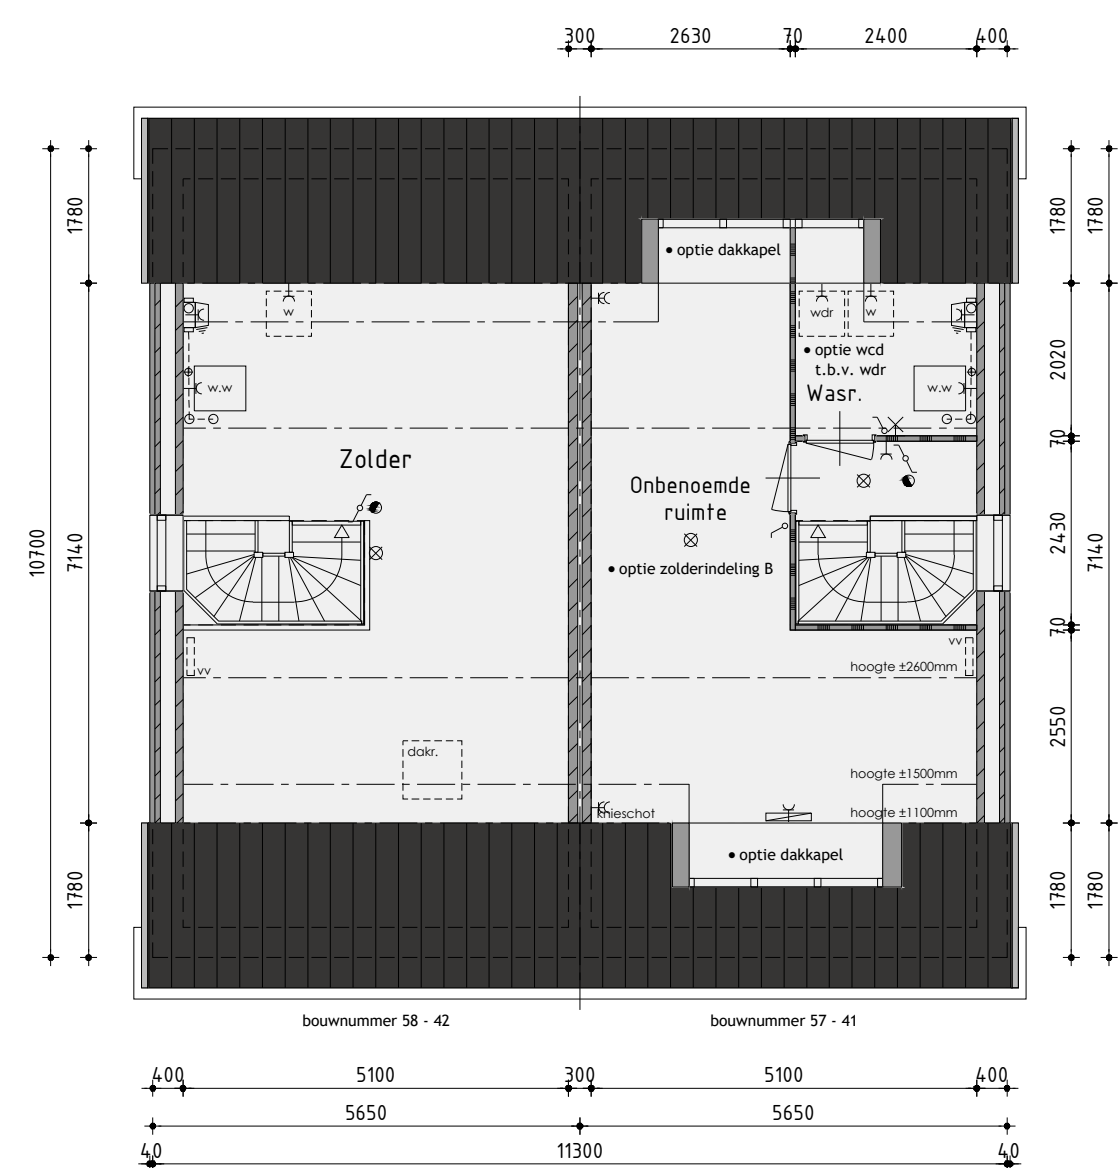 300 2630 70 2400 400
1780
7140
10700
1780
1780
1780
2020
70
2430
7140
70
2550
1780
1780
• optie dakkapel
w
wdr
w
• optie wcd
t.b.v. wdr
w.w
w.w
Wasr.
Zolder
Onbenoemde
ruimte
• optie zolderindeling B
vv
vv
hoogte ±2600mm
dakr.
hoogte ±1500mm
knieschot
hoogte ±1100mm
• optie dakkapel
bouwnummer 58 - 42
bouwnummer 57 - 41
400 5100 300 5100 400
5650 5650
40 11300 40